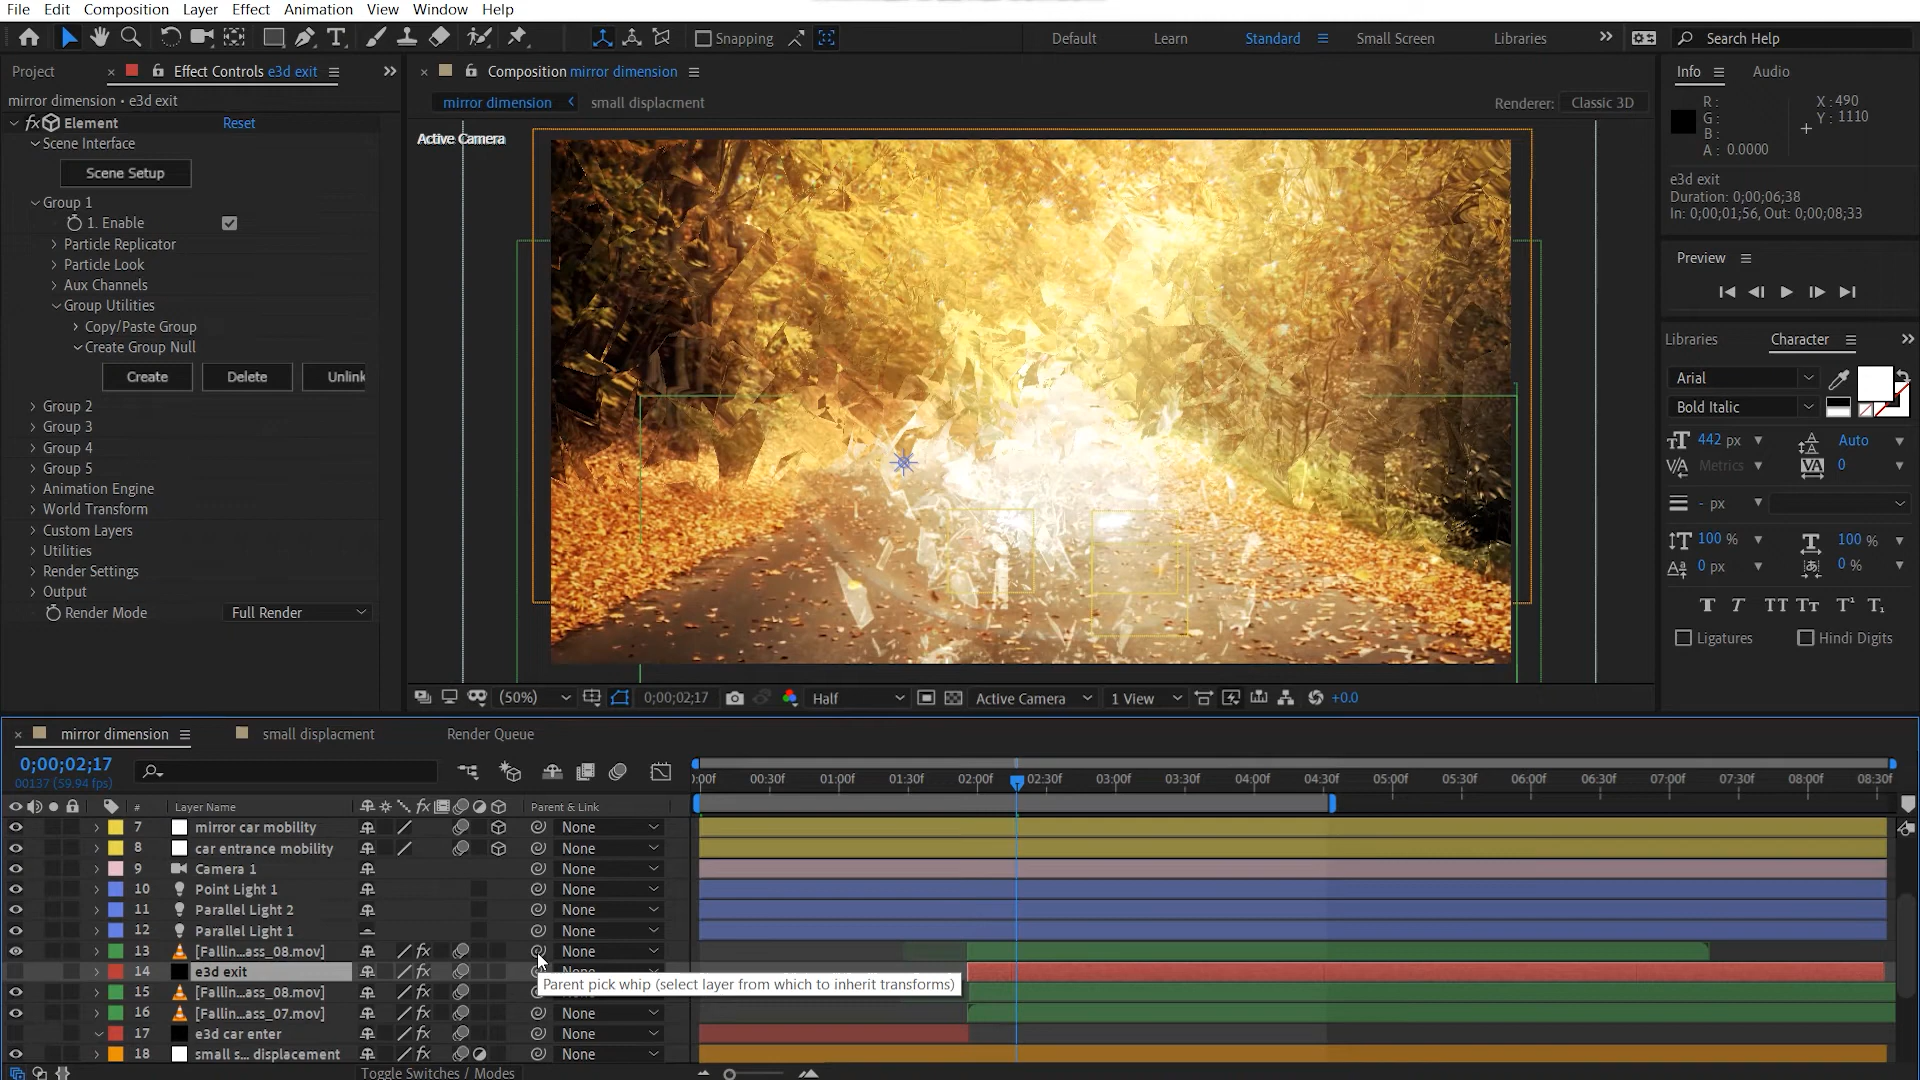 File Edit Composition Layer Effect Animation View Window Help
Snapping Default Learn Standard Small Screen Libraries Search Help
Project Effect Controls e3d exit
mirror dimension • e3d exit
fx Element Reset
Scene Interface
Scene Setup
Group 1
1. Enable
Particle Replicator
Particle Look
Aux Channels
Group Utilities
Copy/Paste Group
Create Group Null
Create Delete Unlink
Group 2
Group 3
Group 4
Group 5
Animation Engine
World Transform
Custom Layers
Utilities
Render Settings
Output
Render Mode Full Render
Composition mirror dimension
mirror dimension small displacment Renderer: Classic 3D
Active Camera
(50%) 0;00;02;17 Half Active Camera 1 View +0.0
Info Audio
R: X: 490
G: Y: 1110
B:
A: 0.0000
e3d exit
Duration: 0;00;06;38
In: 0;00;01;56, Out: 0;00;08;33
Preview
Libraries Character
Arial
Bold Italic
442 px Auto
Metrics 0
- px
100 % 100 %
0 px 0 %
T T TT Tt T¹ T₁
Ligatures Hindi Digits
mirror dimension small displacment Render Queue
0;00;02;17
00137 (59.94 fps)
):00f 00:30f 01:00f 01:30f 02:00f 02:30f 03:00f 03:30f 04:00f 04:30f 05:00f 05:30f 06:00f 06:30f 07:00f 07:30f 08:00f 08:30f
# Layer Name fx Parent & Link
7 mirror car mobility None
8 car entrance mobility None
9 Camera 1 None
10 Point Light 1 None
11 Parallel Light 2 None
12 Parallel Light 1 None
13 [Fallin...ass_08.mov] fx None
14 e3d exit fx
Parent pick whip (select layer from which to inherit transforms)
15 [Fallin...ass_08.mov] fx
16 [Fallin...ass_07.mov] fx None
17 e3d car enter fx None
18 small s... displacement fx None
Toggle Switches / Modes